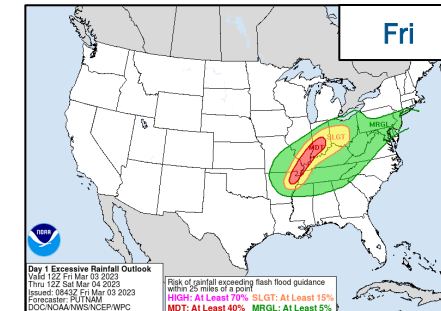 Fri
MRGL
SLGT
MDT
NOAA
Day 1 Excessive Rainfall Outlook
Valid 12Z Fri Mar 03 2023
Thru 12Z Sat Mar 04 2023
Issued: 0843Z Fri Mar 03 2023
Forecaster: PUTNAM
DOC/NOAA/NWS/NCEP/WPC
Risk of rainfall exceeding flash flood guidance
within 25 miles of a point
HIGH: At Least 70% SLGT: At Least 15%
MDT: At Least 40% MRGL: At Least 5%